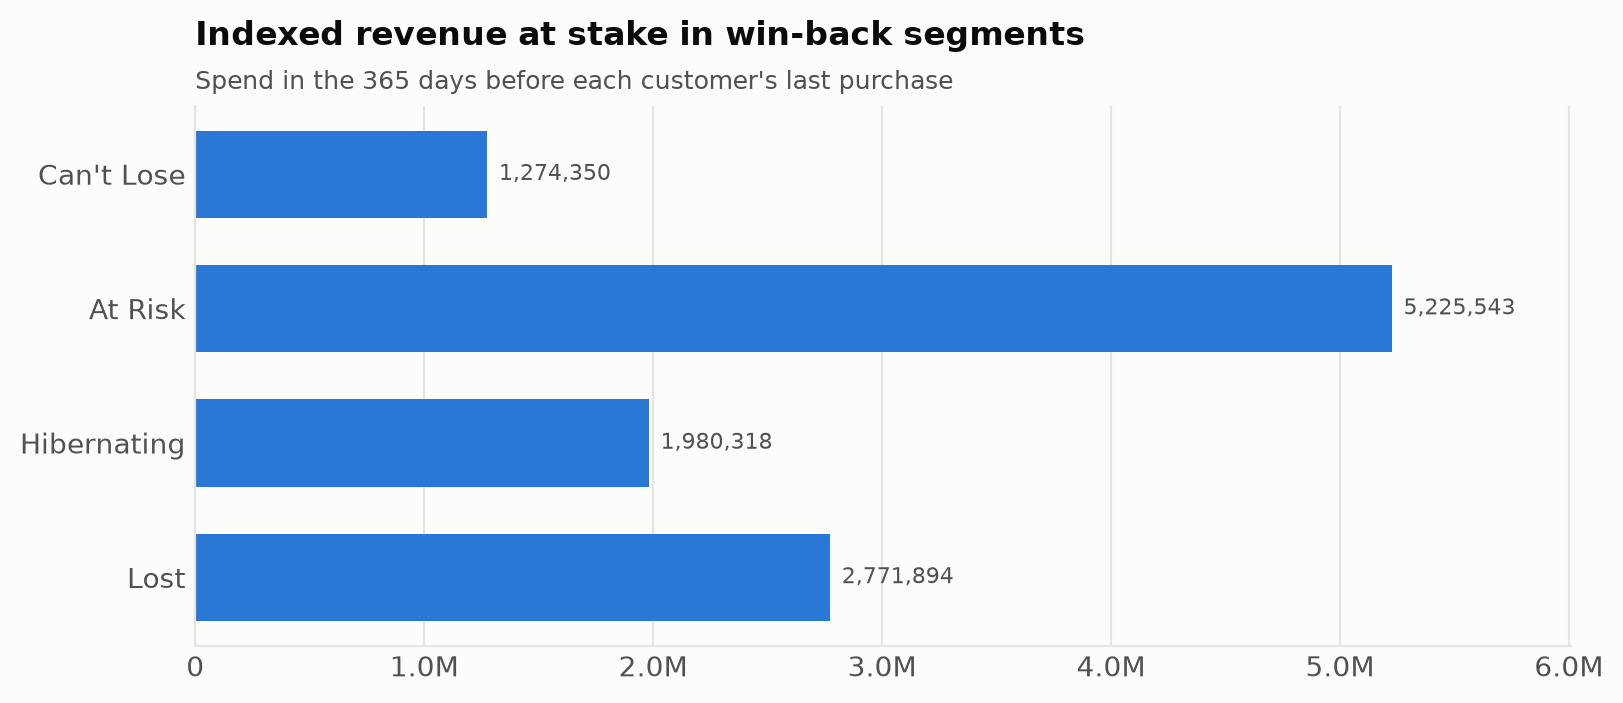 Indexed revenue at stake in win-back segments
Spend in the 365 days before each customer's last purchase
Can't Lose
1,274,350
At Risk
5,225,543
Hibernating
1,980,318
Lost
2,771,894
0
1.0M
2.0M
3.0M
4.0M
5.0M
6.0M